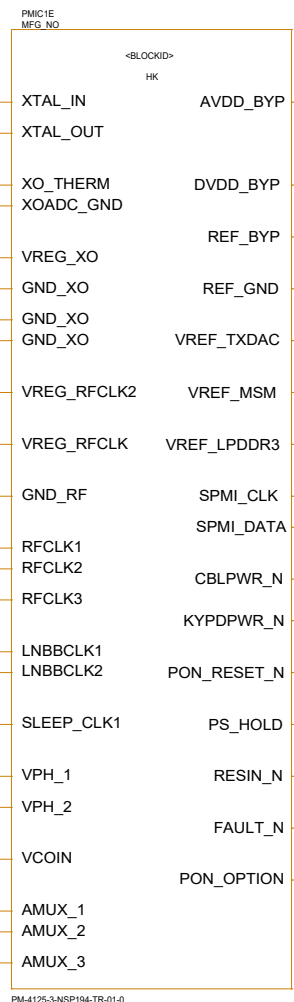 PMIC1E
MFG_NO
<BLOCKID>
HK
XTAL_IN AVDD_BYP
XTAL_OUT
XO_THERM DVDD_BYP
XOADC_GND
REF_BYP
VREG_XO
GND_XO REF_GND
GND_XO
GND_XO VREF_TXDAC
VREG_RFCLK2 VREF_MSM
VREG_RFCLK VREF_LPDDR3
GND_RF SPMI_CLK
SPMI_DATA
RFCLK1
RFCLK2 CBLPWR_N
RFCLK3
KYPDPWR_N
LNBBCLK1
LNBBCLK2 PON_RESET_N
SLEEP_CLK1 PS_HOLD
VPH_1 RESIN_N
VPH_2
FAULT_N
VCOIN
PON_OPTION
AMUX_1
AMUX_2
AMUX_3
PM-4125-3-NSP194-TR-01-0